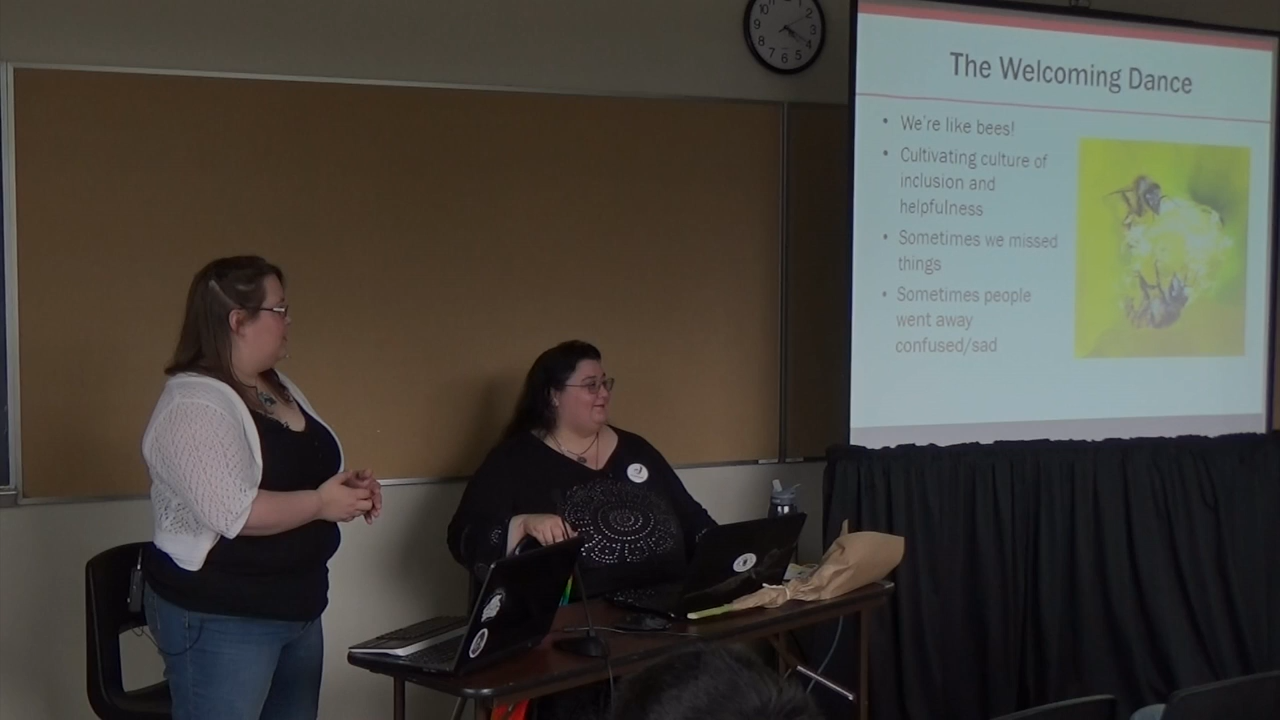 The Welcoming Dance
• We're like bees!
• Cultivating culture of
inclusion and
helpfulness
• Sometimes we missed
things
• Sometimes people
went away
confused/sad